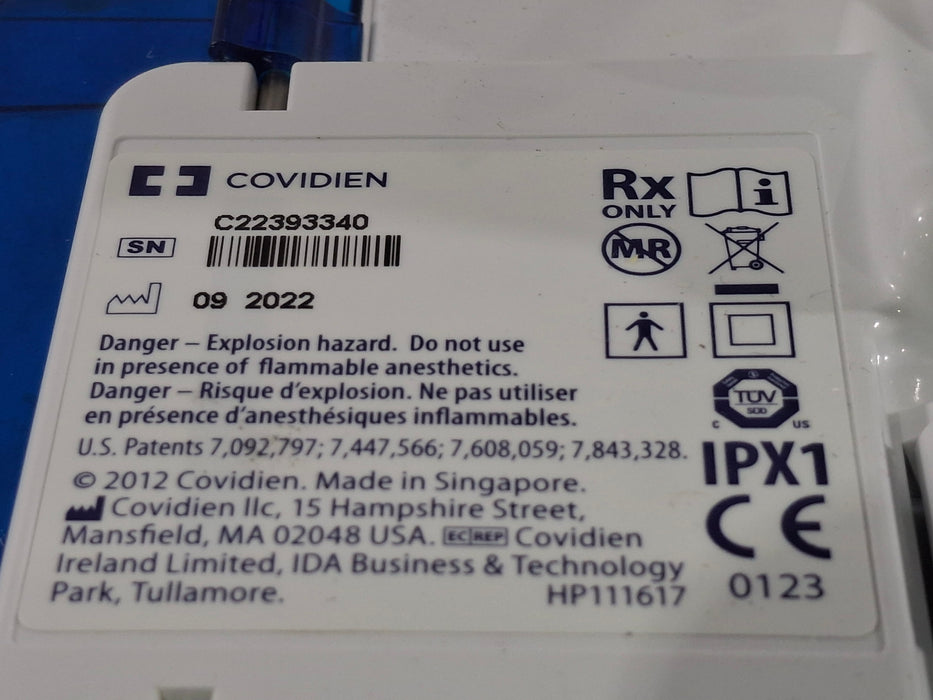 COVIDIEN
C22393340
SN
09 2022
Danger – Explosion hazard. Do not use
in presence of flammable anesthetics.
Danger – Risque d'explosion. Ne pas utiliser
en présence d'anesthésiques inflammables.
U.S. Patents 7,092,797; 7,447,566; 7,608,059; 7,843,328.
© 2012 Covidien. Made in Singapore.
Covidien llc, 15 Hampshire Street,
Mansfield, MA 02048 USA. EC REP Covidien
Ireland Limited, IDA Business & Technology
Park, Tullamore. HP111617
Rx
ONLY
i
MR
TUV
SUD
c US
IPX1
CE
0123